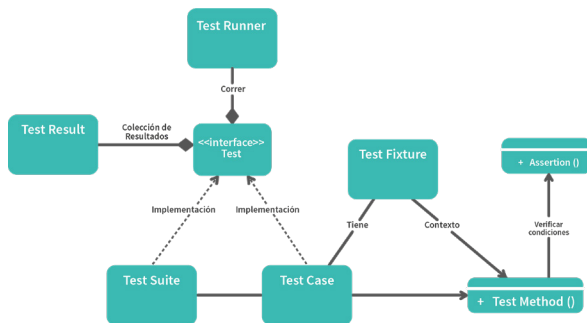 Test Runner
Correr
Test Result
Colección de
Resultados
<<interface>>
Test
Test Fixture
+ Assertion ()
Implementación
Implementación
Tiene
Contexto
Verificar
condiciones
Test Suite
Test Case
+ Test Method ()